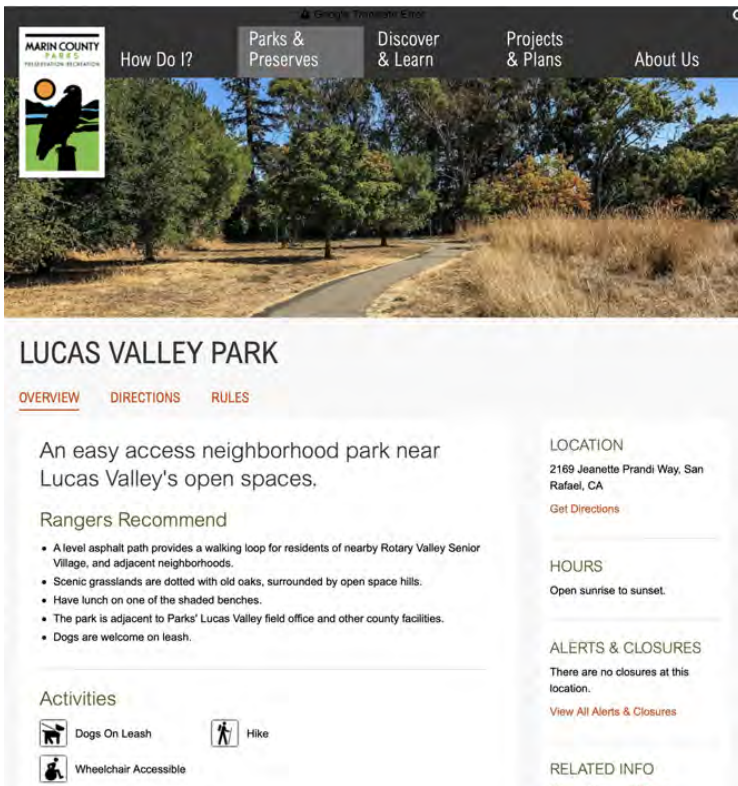 Google Translate Error
MARIN COUNTY
PARKS
PRESERVATION RECREATION
How Do I?
Parks &
Preserves
Discover
& Learn
Projects
& Plans
About Us
LUCAS VALLEY PARK
OVERVIEW
DIRECTIONS
RULES
An easy access neighborhood park near
Lucas Valley's open spaces.
Rangers Recommend
• A level asphalt path provides a walking loop for residents of nearby Rotary Valley Senior
Village, and adjacent neighborhoods.
• Scenic grasslands are dotted with old oaks, surrounded by open space hills.
• Have lunch on one of the shaded benches.
• The park is adjacent to Parks' Lucas Valley field office and other county facilities.
• Dogs are welcome on leash.
Activities
Dogs On Leash
Hike
Wheelchair Accessible
LOCATION
2169 Jeanette Prandi Way, San
Rafael, CA
Get Directions
HOURS
Open sunrise to sunset.
ALERTS & CLOSURES
There are no closures at this
location.
View All Alerts & Closures
RELATED INFO